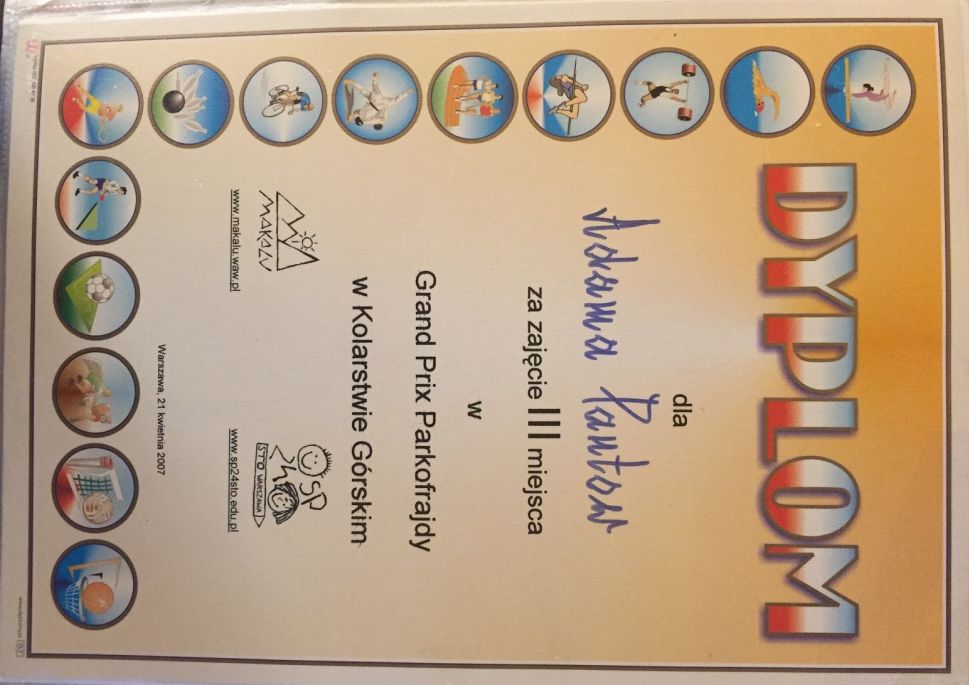 DYPLOM
dla
Adama
za zajęcie III miejsca
w
Grand Prix Parkofrajdy
w Kolarstwie Górskim
MAKALU
www.makalu.waw.pl
SP
24
STO WARSZAWA
www.sp24sto.edu.pl
Warszawa, 21 kwietnia 2007